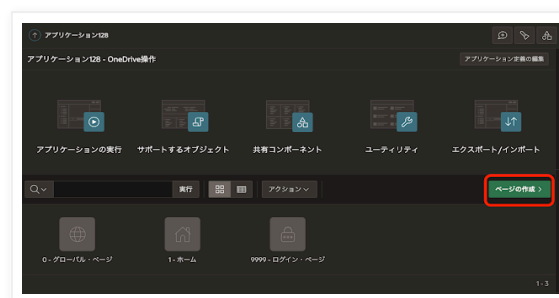 アプリケーション128
アプリケーション128 - OneDrive操作
アプリケーション定義の編集
アプリケーションの実行
サポートするオブジェクト
共有コンポーネント
ユーティリティ
エクスポート/インポート
実行
アクション
ページの作成
0 - グローバル・ページ
1 - ホーム
9999 - ログイン・ページ
1 - 3